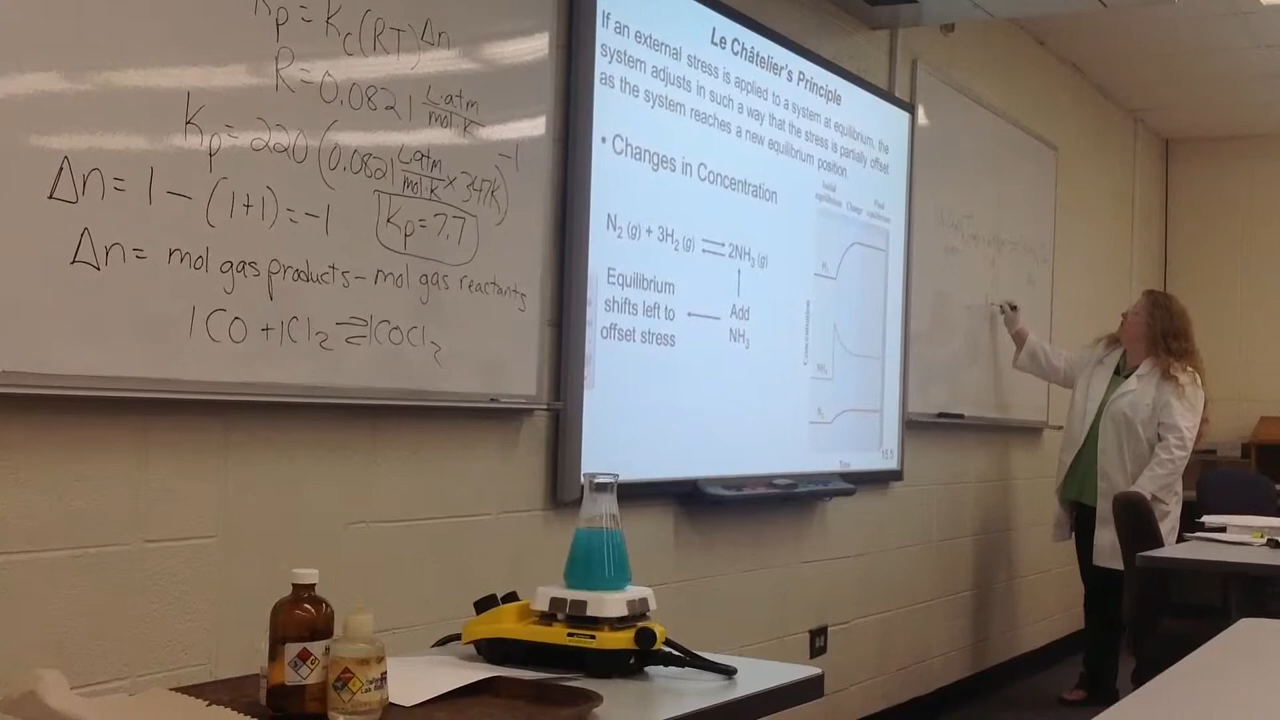 Kp = Kc(RT)Δn
R = 0.0821 L·atm/mol·K
Kp = 220 (0.0821 L·atm/mol·K × 347K)⁻¹
Δn = 1 − (1+1) = −1
Kp = 7.7
Δn = mol gas products − mol gas reactants
1CO + 1Cl₂ ⇌ 1COCl₂
Le Châtelier's Principle
If an external stress is applied to a system at equilibrium, the
system adjusts in such a way that the stress is partially offset
as the system reaches a new equilibrium position.
• Changes in Concentration
N₂ (g) + 3H₂ (g) ⇌ 2NH₃ (g)
Equilibrium
shifts left to
offset stress
Add
NH₃
Initial
equilibrium
Change
Final
equilibrium
Concentration
NH₃
Time
15.5